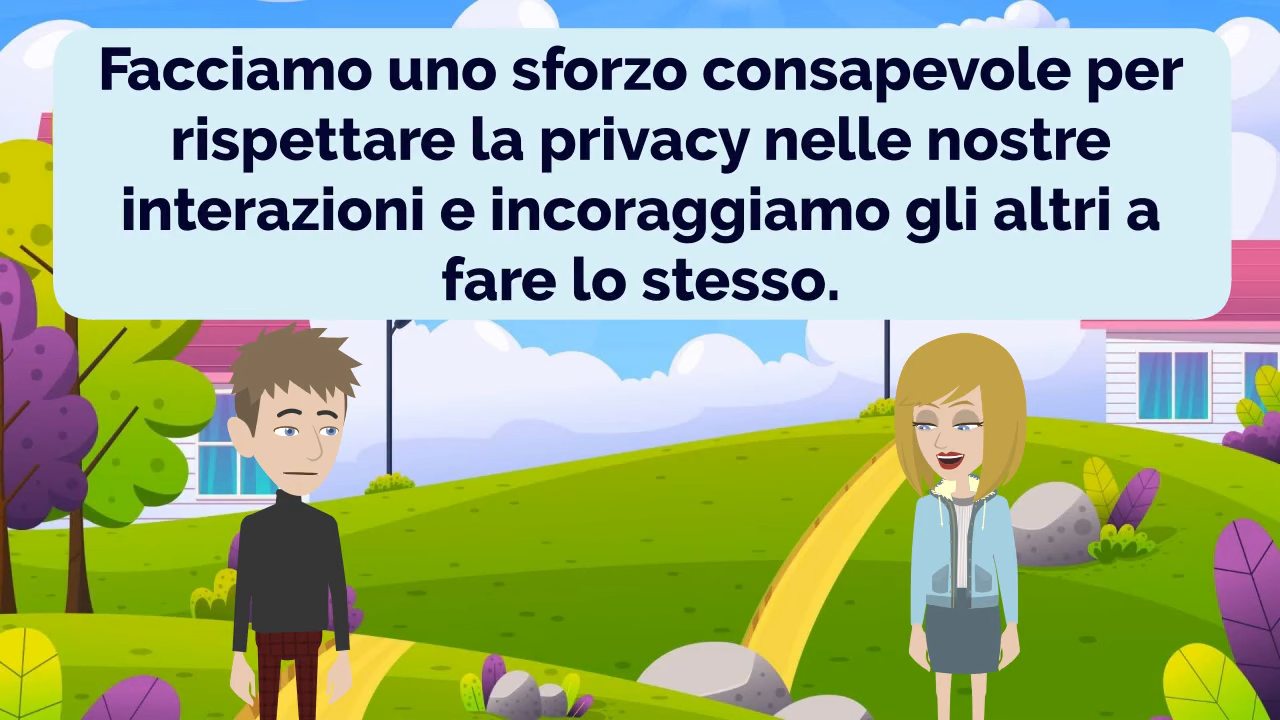 Facciamo uno sforzo consapevole per
rispettare la privacy nelle nostre
interazioni e incoraggiamo gli altri a
fare lo stesso.